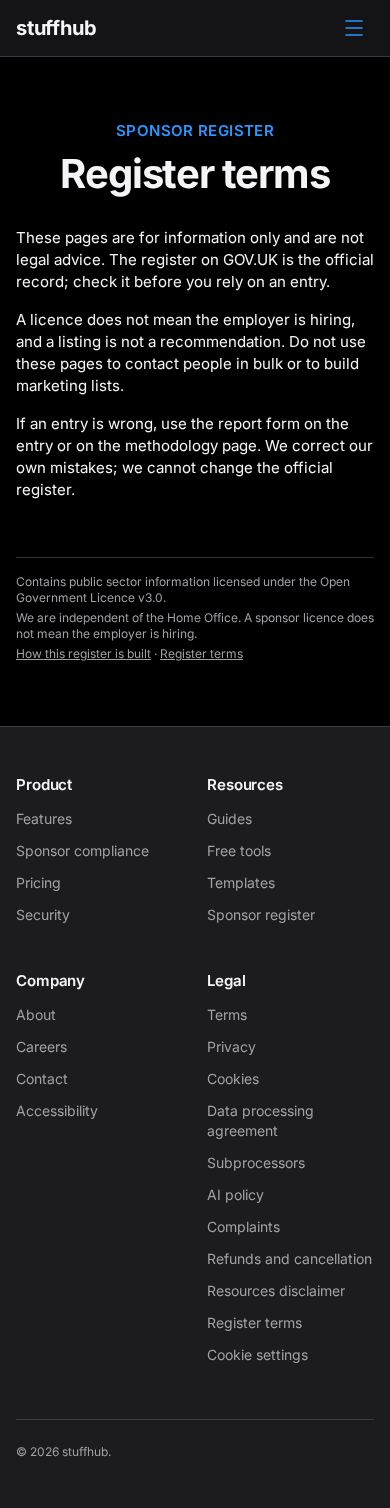 stuffhub
SPONSOR REGISTER
Register terms
These pages are for information only and are not
legal advice. The register on GOV.UK is the official
record; check it before you rely on an entry.
A licence does not mean the employer is hiring,
and a listing is not a recommendation. Do not use
these pages to contact people in bulk or to build
marketing lists.
If an entry is wrong, use the report form on the
entry or on the methodology page. We correct our
own mistakes; we cannot change the official
register.
Contains public sector information licensed under the Open
Government Licence v3.0.
We are independent of the Home Office. A sponsor licence does
not mean the employer is hiring.
How this register is built · Register terms
Product
Features
Sponsor compliance
Pricing
Security
Resources
Guides
Free tools
Templates
Sponsor register
Company
About
Careers
Contact
Accessibility
Legal
Terms
Privacy
Cookies
Data processing
agreement
Subprocessors
AI policy
Complaints
Refunds and cancellation
Resources disclaimer
Register terms
Cookie settings
© 2026 stuffhub.